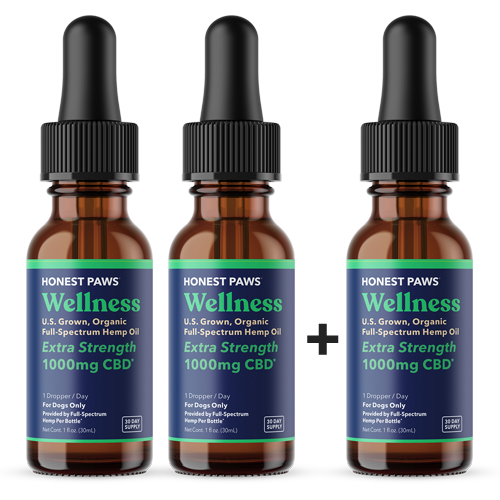 HONEST PAWS
Wellness
U.S. Grown, Organic
Full-Spectrum Hemp Oil
Extra Strength
1000mg CBD*
1 Dropper / Day
For Dogs Only
Provided by Full-Spectrum
Hemp Per Bottle*
Net Cont. 1 fl oz. (30mL)
30 DAY
SUPPLY
HONEST PAWS
Wellness
U.S. Grown, Organic
Full-Spectrum Hemp Oil
Extra Strength
1000mg CBD*
1 Dropper / Day
For Dogs Only
Provided by Full-Spectrum
Hemp Per Bottle*
Net Cont. 1 fl oz. (30mL)
30 DAY
SUPPLY
+
HONEST PAWS
Wellness
U.S. Grown, Organic
Full-Spectrum Hemp Oil
Extra Strength
1000mg CBD*
1 Dropper / Day
For Dogs Only
Provided by Full-Spectrum
Hemp Per Bottle*
Net Cont. 1 fl oz. (30mL)
30 DAY
SUPPLY